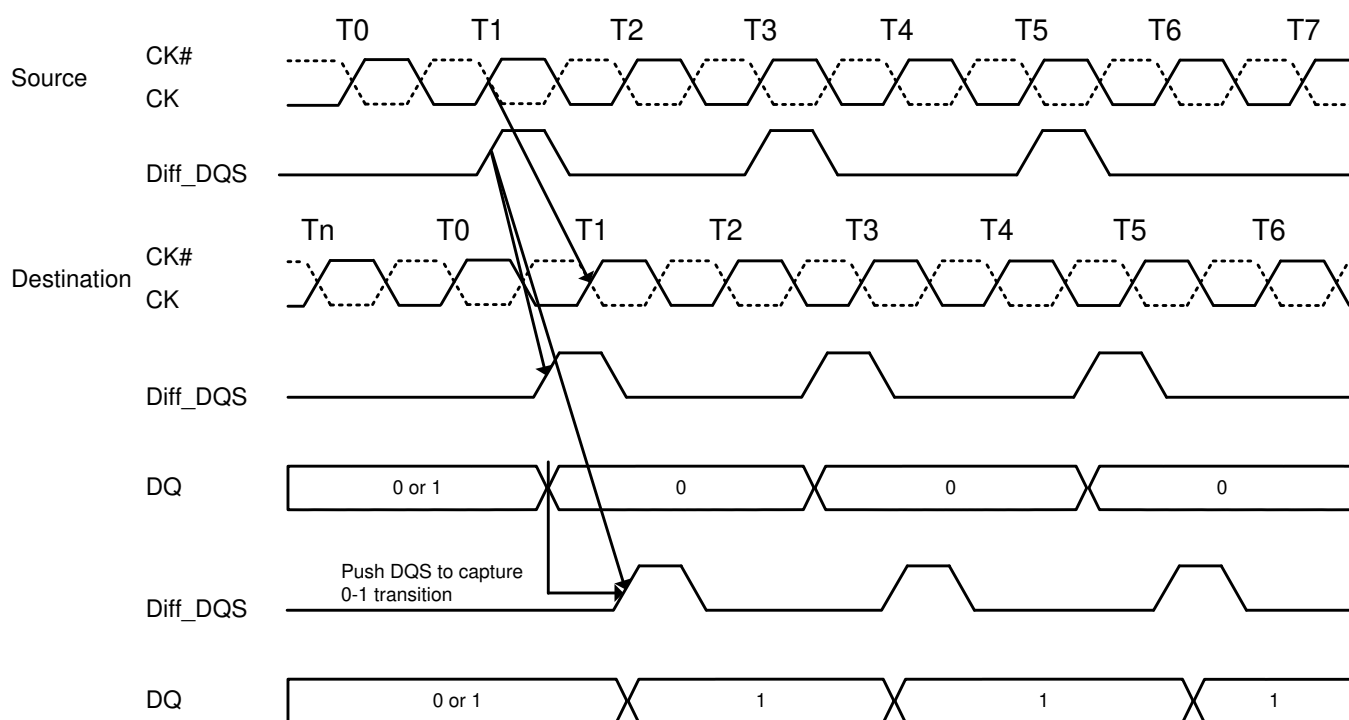 T0 T1 T2 T3 T4 T5 T6 T7
CK#
Source
CK
Diff_DQS
Tn T0 T1 T2 T3 T4 T5 T6
CK#
Destination
CK
Diff_DQS
DQ 0 or 1 0 0 0
Push DQS to capture
0-1 transition
Diff_DQS
DQ 0 or 1 1 1 1